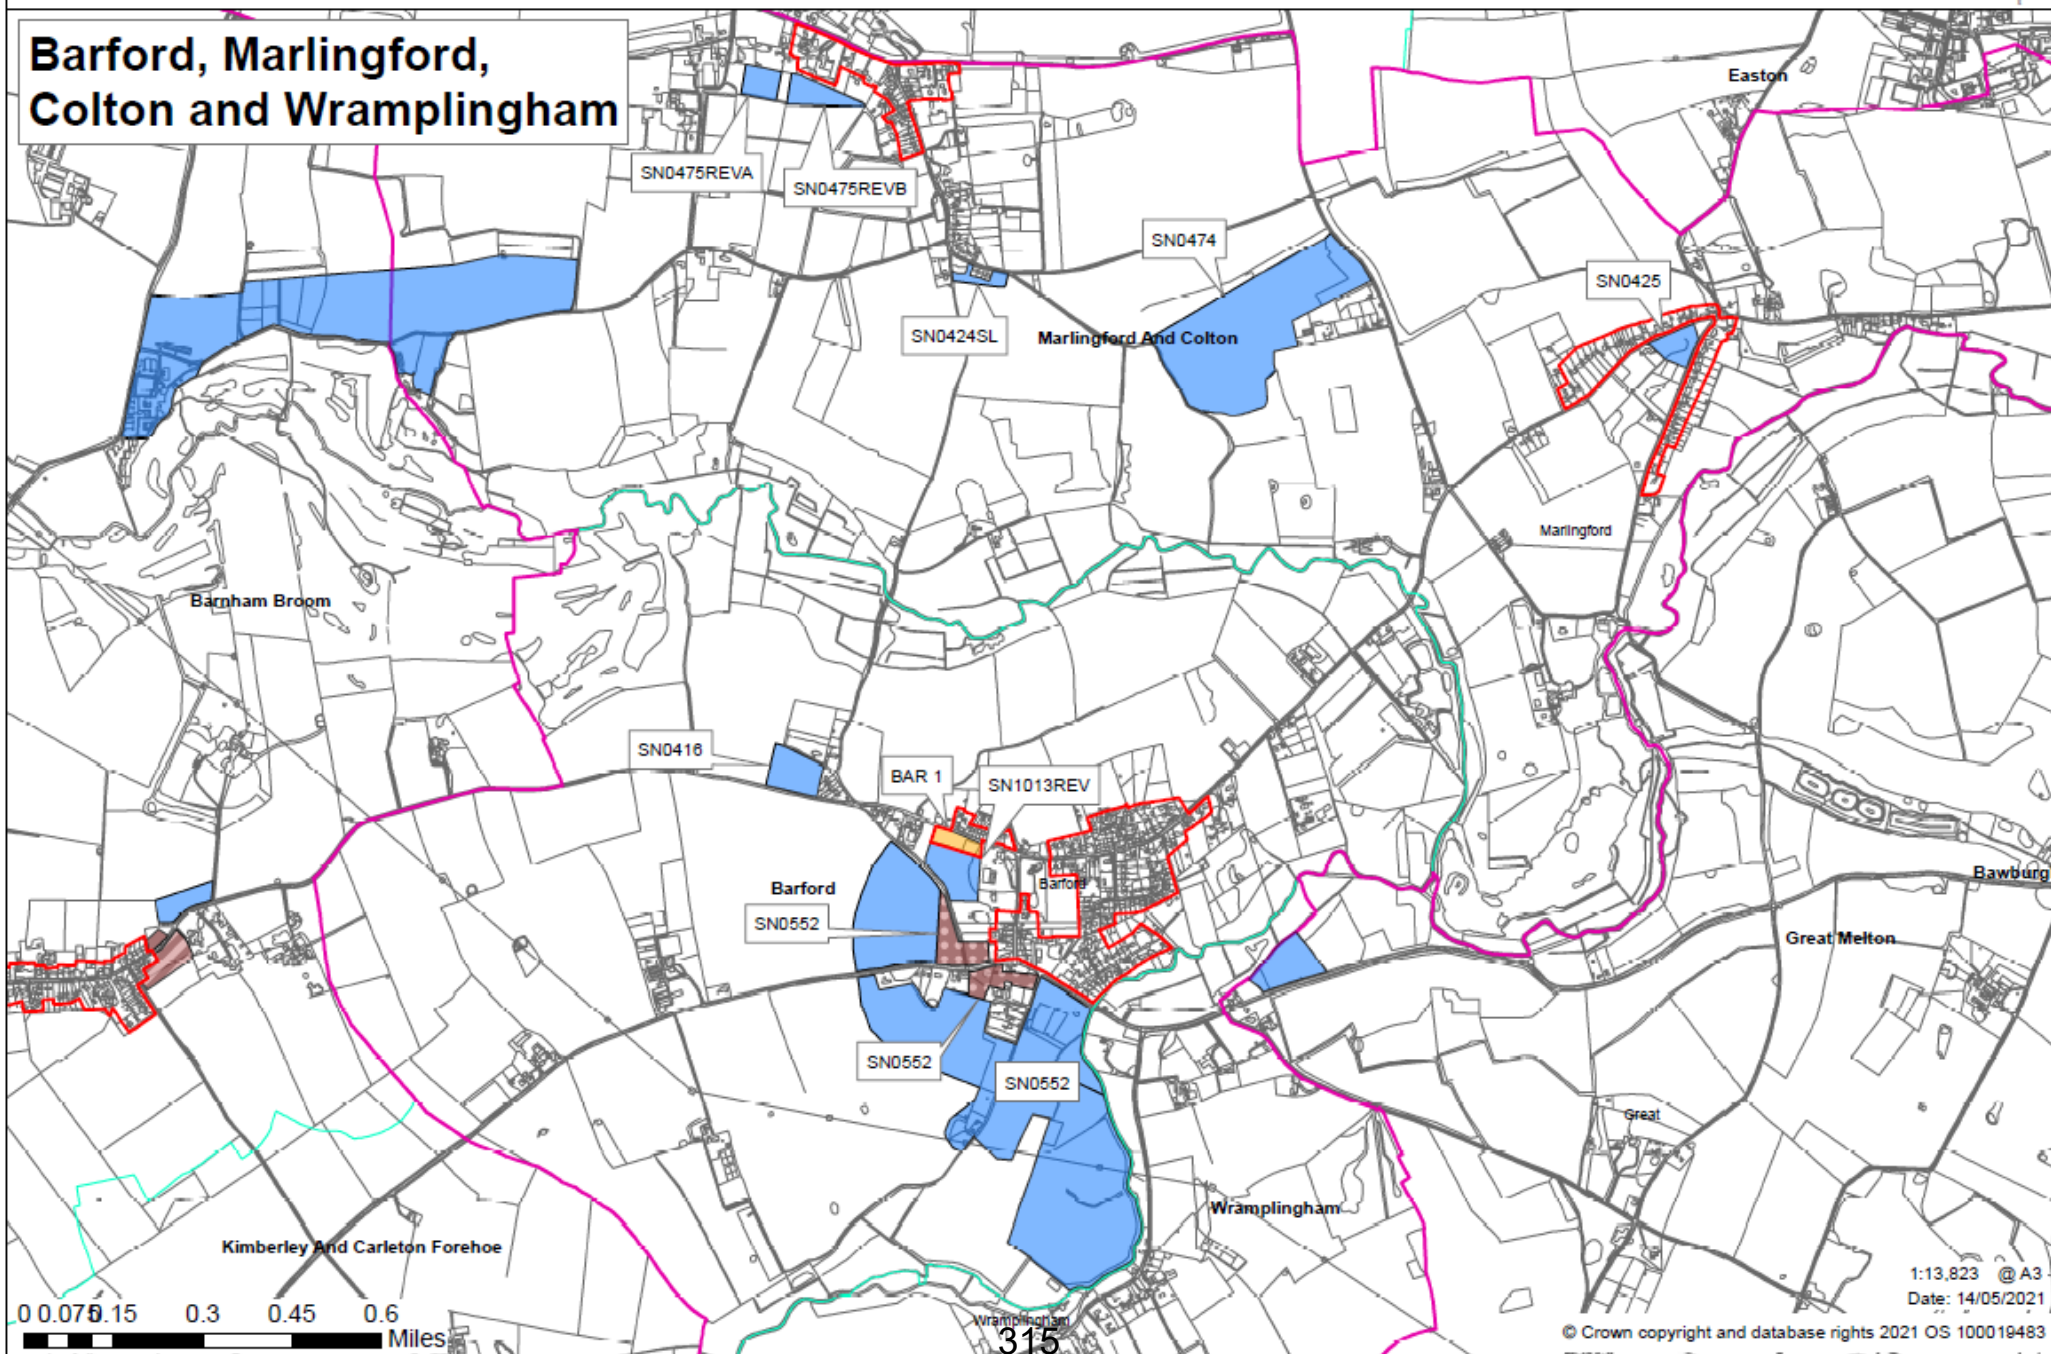 Barford, Marlingford,
Colton and Wramplingham
Easton
SN0475REVA
SN0475REVB
SN0474
SN0425
SN0424SL
Marlingford And Colton
Marlingford
Barnham Broom
SN0416
BAR 1
SN1013REV
Barford
Barford
Bawburg
SN0552
Great Melton
SN0552
SN0552
Great
Wramplingham
Kimberley And Carleton Forehoe
1:13,823 @ A3
Date: 14/05/2021
0 0.075 0.15 0.3 0.45 0.6
Miles
Wramplingham
315
© Crown copyright and database rights 2021 OS 100019483